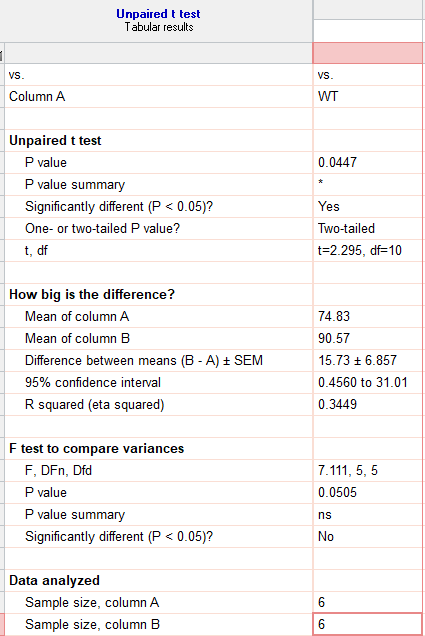 Unpaired t test
Tabular results
vs. vs.
Column A WT
Unpaired t test
P value 0.0447
P value summary *
Significantly different (P < 0.05)? Yes
One- or two-tailed P value? Two-tailed
t, df t=2.295, df=10
How big is the difference?
Mean of column A 74.83
Mean of column B 90.57
Difference between means (B - A) ± SEM 15.73 ± 6.857
95% confidence interval 0.4560 to 31.01
R squared (eta squared) 0.3449
F test to compare variances
F, DFn, Dfd 7.111, 5, 5
P value 0.0505
P value summary ns
Significantly different (P < 0.05)? No
Data analyzed
Sample size, column A 6
Sample size, column B 6